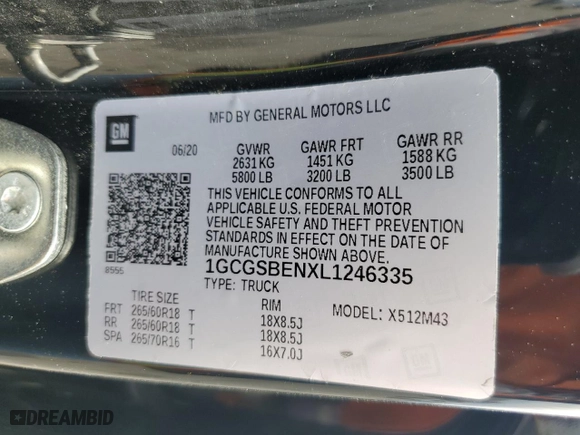 MFD BY GENERAL MOTORS LLC
GM
06/20
GVWR GAWR FRT GAWR RR
2631 KG 1451 KG 1588 KG
5800 LB 3200 LB 3500 LB
THIS VEHICLE CONFORMS TO ALL
APPLICABLE U.S. FEDERAL MOTOR
VEHICLE SAFETY AND THEFT PREVENTION
STANDARDS IN EFFECT ON THE DATE OF
MANUFACTURE SHOWN ABOVE.
8555
1GCGSBENXL1246335
TYPE: TRUCK
TIRE SIZE RIM MODEL: X512M43
FRT 265/60R18 T 18X8.5J
RR 265/60R18 T 18X8.5J
SPA 265/70R16 T 16X7.0J
DREAMBID